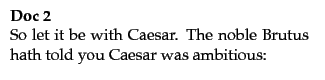 Doc 2
So let it be with Caesar. The noble Brutus
hath told you Caesar was ambitious: